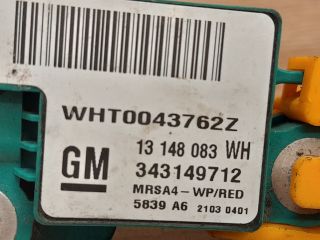 WHT0043762Z
GM
13 148 083 WH
343149712
MRSA4-WP/RED
5839 A6 2103 0401